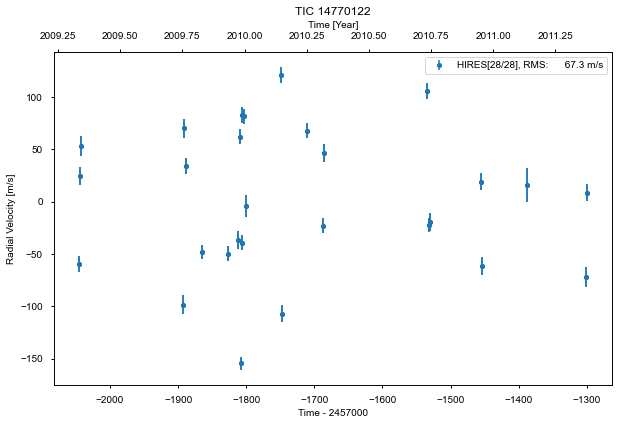 TIC 14770122
Time [Year]
2009.25 2009.50 2009.75 2010.00 2010.25 2010.50 2010.75 2011.00 2011.25
HIRES[28/28], RMS: 67.3 m/s
Radial Velocity [m/s]
100
50
0
−50
−100
−150
−2000 −1900 −1800 −1700 −1600 −1500 −1400 −1300
Time - 2457000